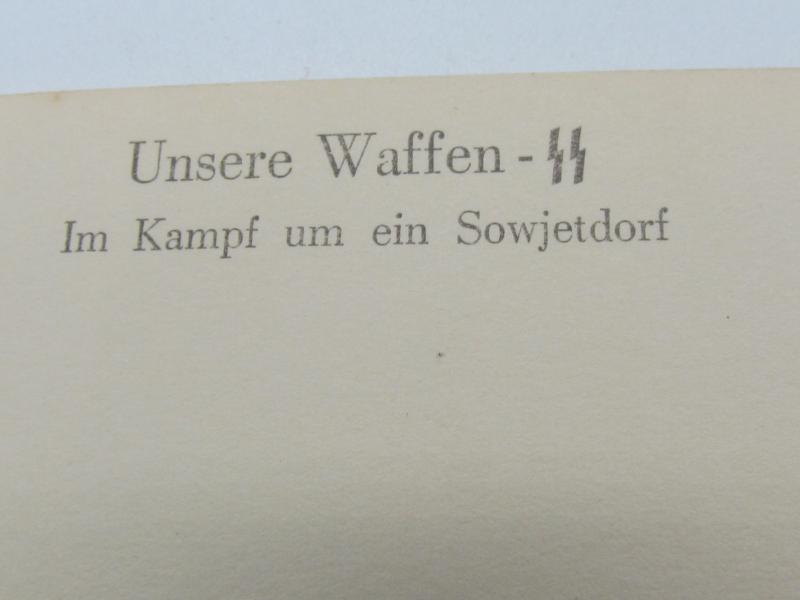 Unsere Waffen-ᛋᛋ
Im Kampf um ein Sowjetdorf